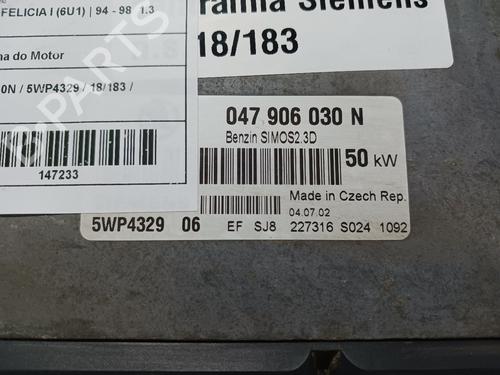 FELICIA I (6U1) | 94 - 98 1.3
na do Motor
0N / 5WP4329 / 18/183 /
147233
Siemens
18/183
047 906 030 N
Benzin SIMOS2.3D
50 kW
Made in Czech Rep.
04.07.02
5WP4329 06 EF SJ8 227316 S024 1092
B-PARTS